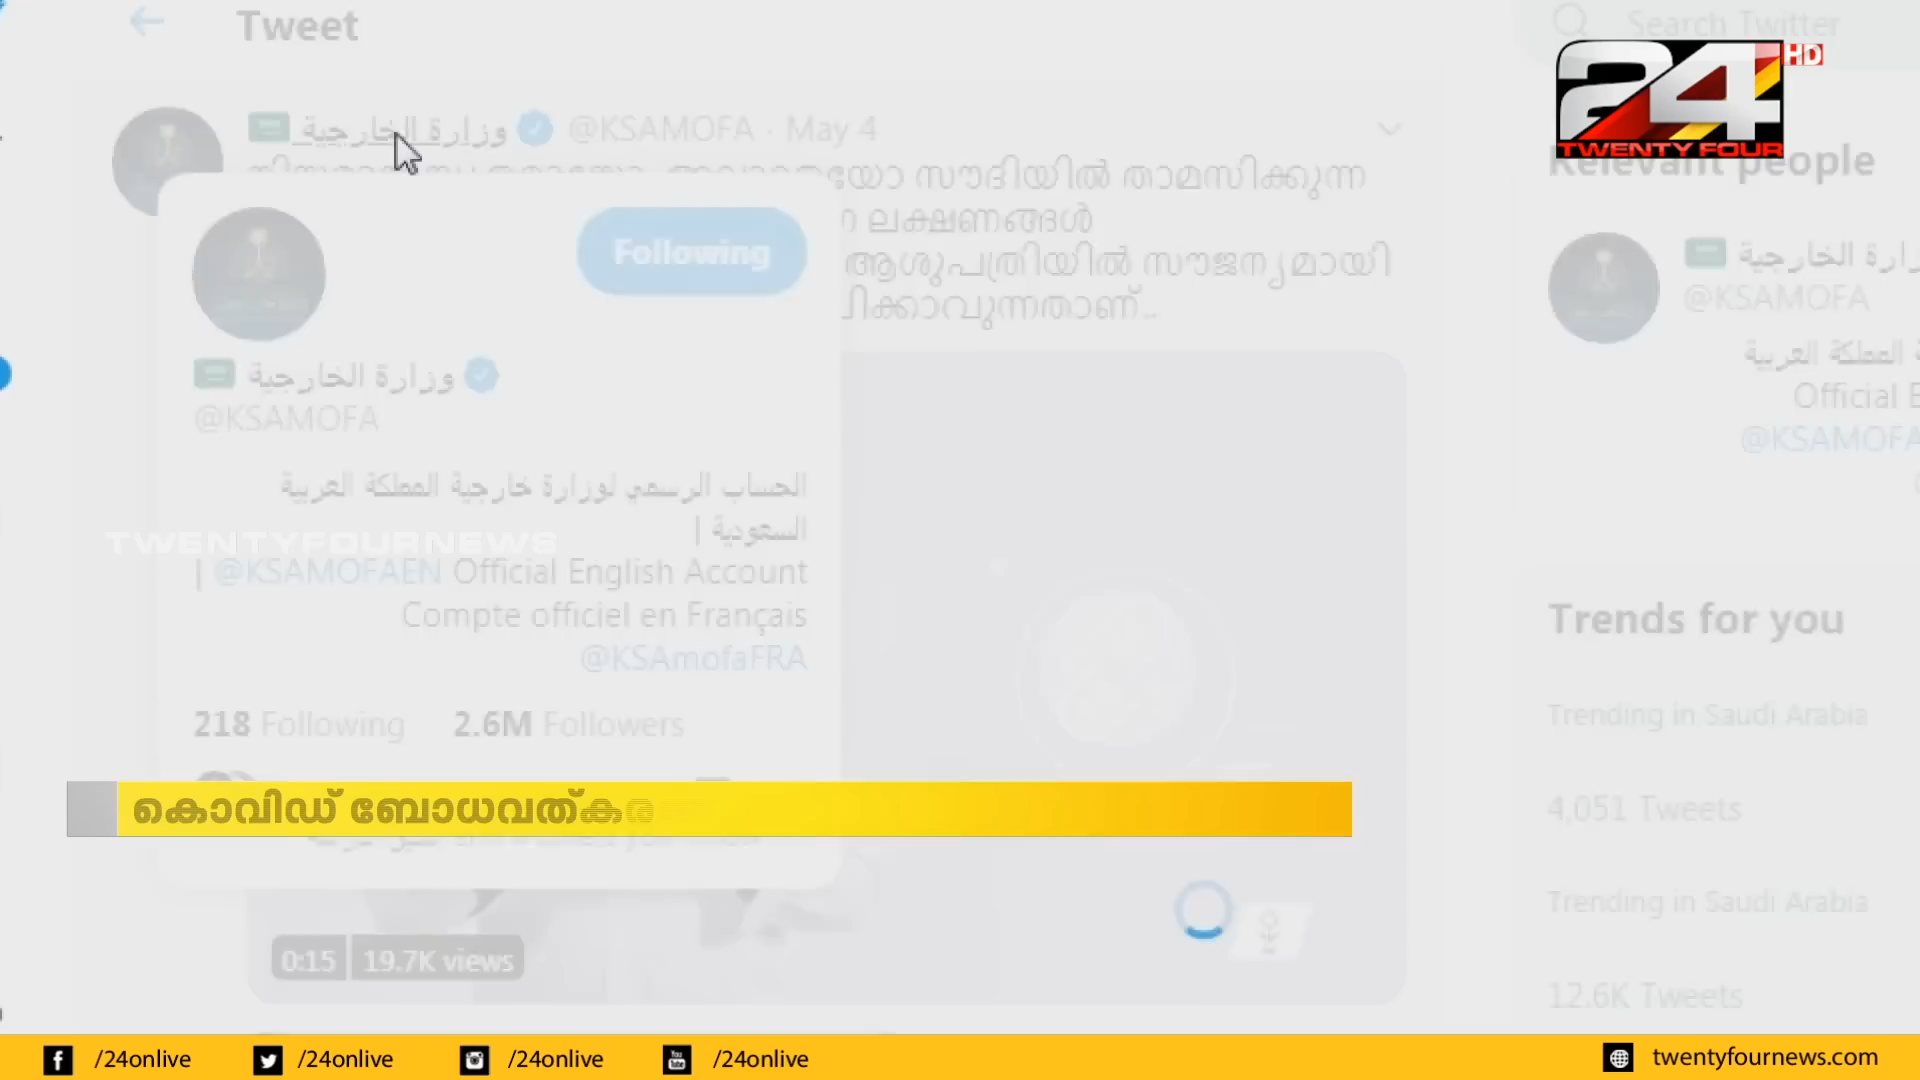 Tweet
Search Twitter
24 HD
TWENTY FOUR
وزارة الخارجية @KSAMOFA · May 4
സൗദിയിൽ താമസിക്കുന്ന
ലക്ഷണങ്ങൾ
ആശുപത്രിയിൽ സൗജന്യമായി
Following
وزارة الخارجية
@KSAMOFA
الحساب الرسمي لوزارة خارجية المملكة العربية
السعودية |
| @KSAMOFAEN Official English Account
Compte officiel en Français
@KSAmofaFRA
218 Following 2.6M Followers
TWENTYFOURNEWS
കൊവിഡ് ബോധവത്കര
0:15 19.7K views
Relevant people
الخارجية
@KSAMOFA
المملكة العربية
Official
@KSAMOFA
Trends for you
Trending in Saudi Arabia
4,051 Tweets
Trending in Saudi Arabia
12.6K Tweets
/24onlive /24onlive /24onlive /24onlive
twentyfournews.com